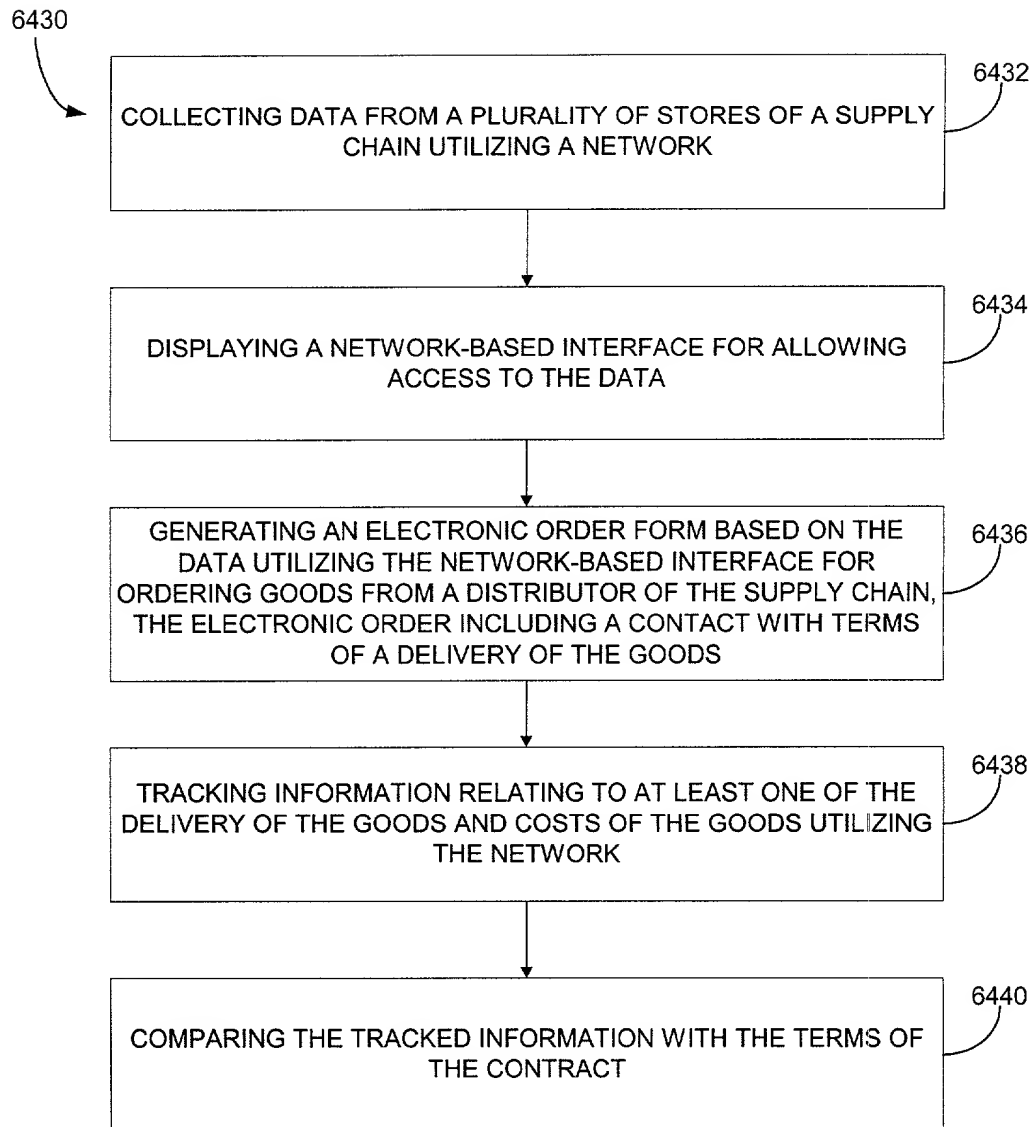 6430
6432
COLLECTING DATA FROM A PLURALITY OF STORES OF A SUPPLY
CHAIN UTILIZING A NETWORK
6434
DISPLAYING A NETWORK-BASED INTERFACE FOR ALLOWING
ACCESS TO THE DATA
6436
GENERATING AN ELECTRONIC ORDER FORM BASED ON THE
DATA UTILIZING THE NETWORK-BASED INTERFACE FOR
ORDERING GOODS FROM A DISTRIBUTOR OF THE SUPPLY CHAIN,
THE ELECTRONIC ORDER INCLUDING A CONTACT WITH TERMS
OF A DELIVERY OF THE GOODS
6438
TRACKING INFORMATION RELATING TO AT LEAST ONE OF THE
DELIVERY OF THE GOODS AND COSTS OF THE GOODS UTILIZING
THE NETWORK
6440
COMPARING THE TRACKED INFORMATION WITH THE TERMS OF
THE CONTRACT